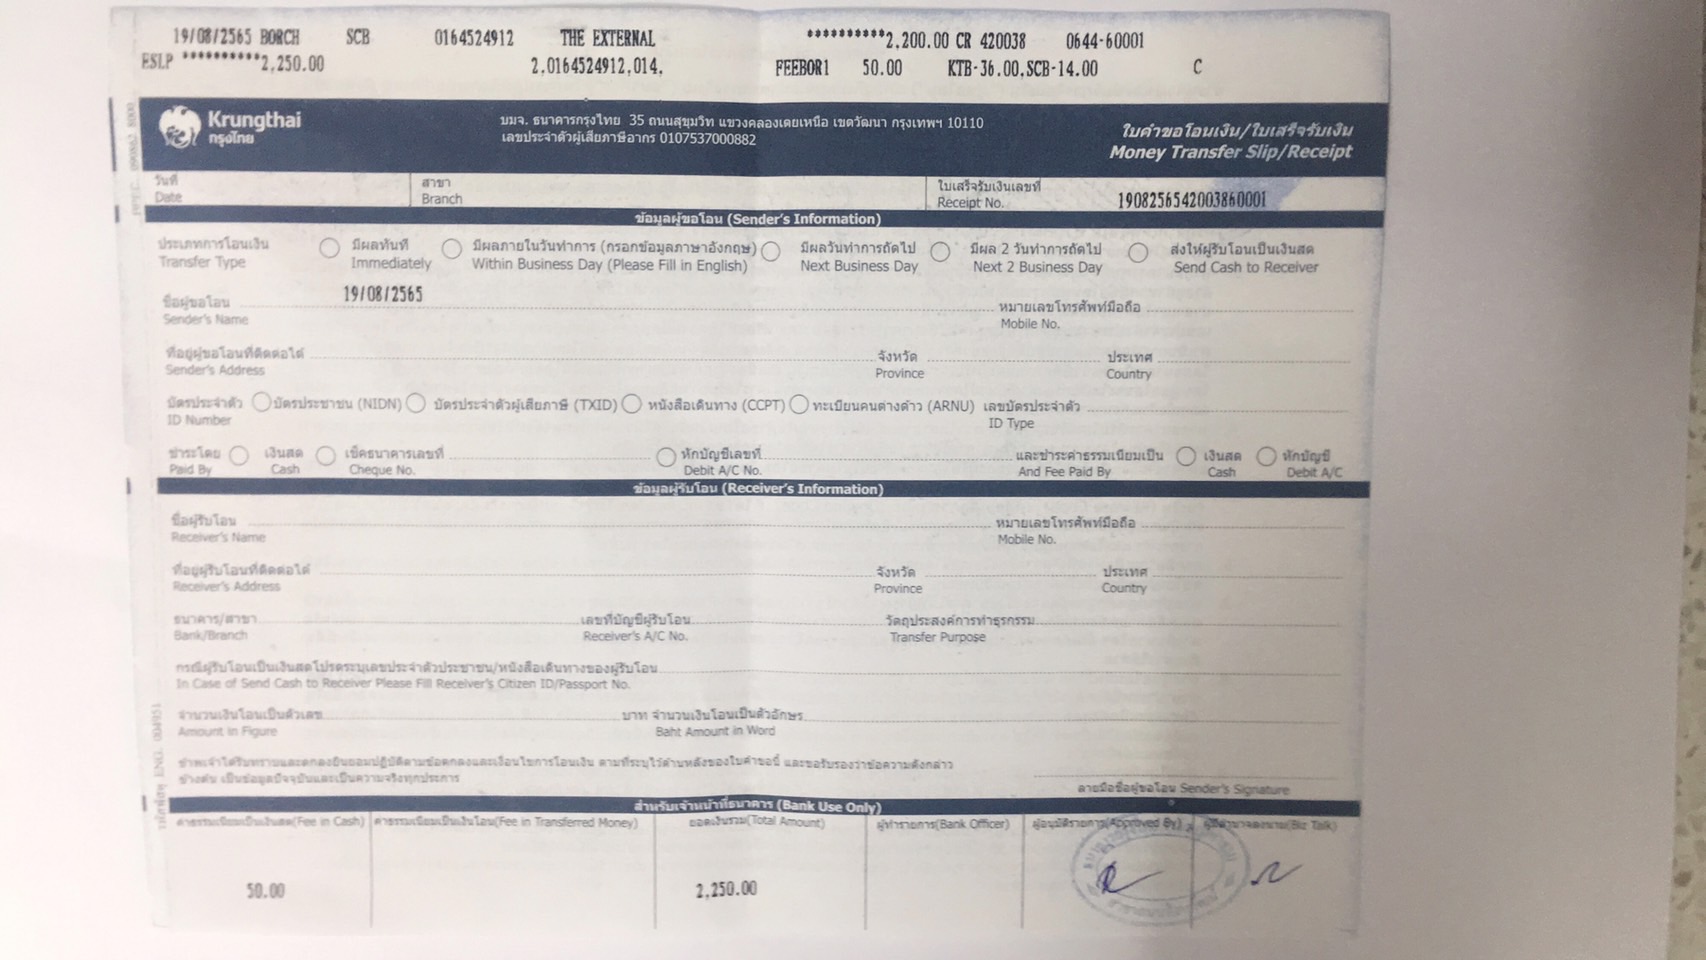 19/08/2565 BORCH SCB 0164524912 THE EXTERNAL **********2,200.00 CR 420038 0644-60001
ESLP **********2,250.00 2,0164524912,014, FEEBOR1 50.00 KTB-36.00,SCB-14.00 C
Krungthai
กรุงไทย
บมจ. ธนาคารกรุงไทย 35 ถนนสุขุมวิท แขวงคลองเตยเหนือ เขตวัฒนา กรุงเทพฯ 10110
เลขประจำตัวผู้เสียภาษีอากร 0107537000882
ใบคำขอโอนเงิน/ใบเสร็จรับเงิน
Money Transfer Slip/Receipt
วันที่ สาขา ใบเสร็จรับเงินเลขที่
Date Branch Receipt No. 1908256542003860001
ข้อมูลผู้ขอโอน (Sender's Information)
ประเภทการโอนเงิน มีผลทันที มีผลภายในวันทำการ (กรอกข้อมูลภาษาอังกฤษ) มีผลวันทำการถัดไป มีผล 2 วันทำการถัดไป ส่งให้ผู้รับโอนเป็นเงินสด
Transfer Type Immediately Within Business Day (Please Fill in English) Next Business Day Next 2 Business Day Send Cash to Receiver
19/08/2565
ชื่อผู้ขอโอน หมายเลขโทรศัพท์มือถือ
Sender's Name Mobile No.
ที่อยู่ผู้ขอโอนที่ติดต่อได้ จังหวัด ประเทศ
Sender's Address Province Country
บัตรประจำตัว บัตรประชาชน (NIDN) บัตรประจำตัวผู้เสียภาษี (TXID) หนังสือเดินทาง (CCPT) ทะเบียนคนต่างด้าว (ARNU) เลขบัตรประจำตัว
ID Number ID Type
ชำระโดย เงินสด เช็คธนาคารเลขที่ หักบัญชีเลขที่ และชำระค่าธรรมเนียมเป็น เงินสด หักบัญชี
Paid By Cash Cheque No. Debit A/C No. And Fee Paid By Cash Debit A/C
ข้อมูลผู้รับโอน (Receiver's Information)
ชื่อผู้รับโอน หมายเลขโทรศัพท์มือถือ
Receiver's Name Mobile No.
ที่อยู่ผู้รับโอนที่ติดต่อได้ จังหวัด ประเทศ
Receiver's Address Province Country
ธนาคาร/สาขา เลขที่บัญชีผู้รับโอน วัตถุประสงค์การทำธุรกรรม
Bank/Branch Receiver's A/C No. Transfer Purpose
กรณีผู้รับโอนเป็นเงินสดโปรดระบุเลขประจำตัวประชาชน/หนังสือเดินทางของผู้รับโอน
In Case of Send Cash to Receiver Please Fill Receiver's Citizen ID/Passport No.
จำนวนเงินโอนเป็นตัวเลข บาท จำนวนเงินโอนเป็นตัวอักษร
Amount in Figure Baht Amount in Word
ข้าพเจ้าได้รับทราบและตกลงยินยอมปฏิบัติตามข้อตกลงและเงื่อนไขการโอนเงิน ตามที่ระบุไว้ด้านหลังของใบคำขอนี้ และขอรับรองว่าข้อความดังกล่าว
ข้างต้น เป็นข้อมูลปัจจุบันและเป็นความจริงทุกประการ
ลายมือชื่อผู้ขอโอน Sender's Signature
สำหรับเจ้าหน้าที่ธนาคาร (Bank Use Only)
ค่าธรรมเนียมเป็นเงินสด(Fee in Cash) ค่าธรรมเนียมเป็นเงินโอน(Fee in Transferred Money) ยอดเงินรวม(Total Amount) ผู้ทำรายการ(Bank Officer) ผู้อนุมัติรายการ(Approved By) ผู้มีอำนาจลงนาม(Biz Talk)
50.00 2,250.00